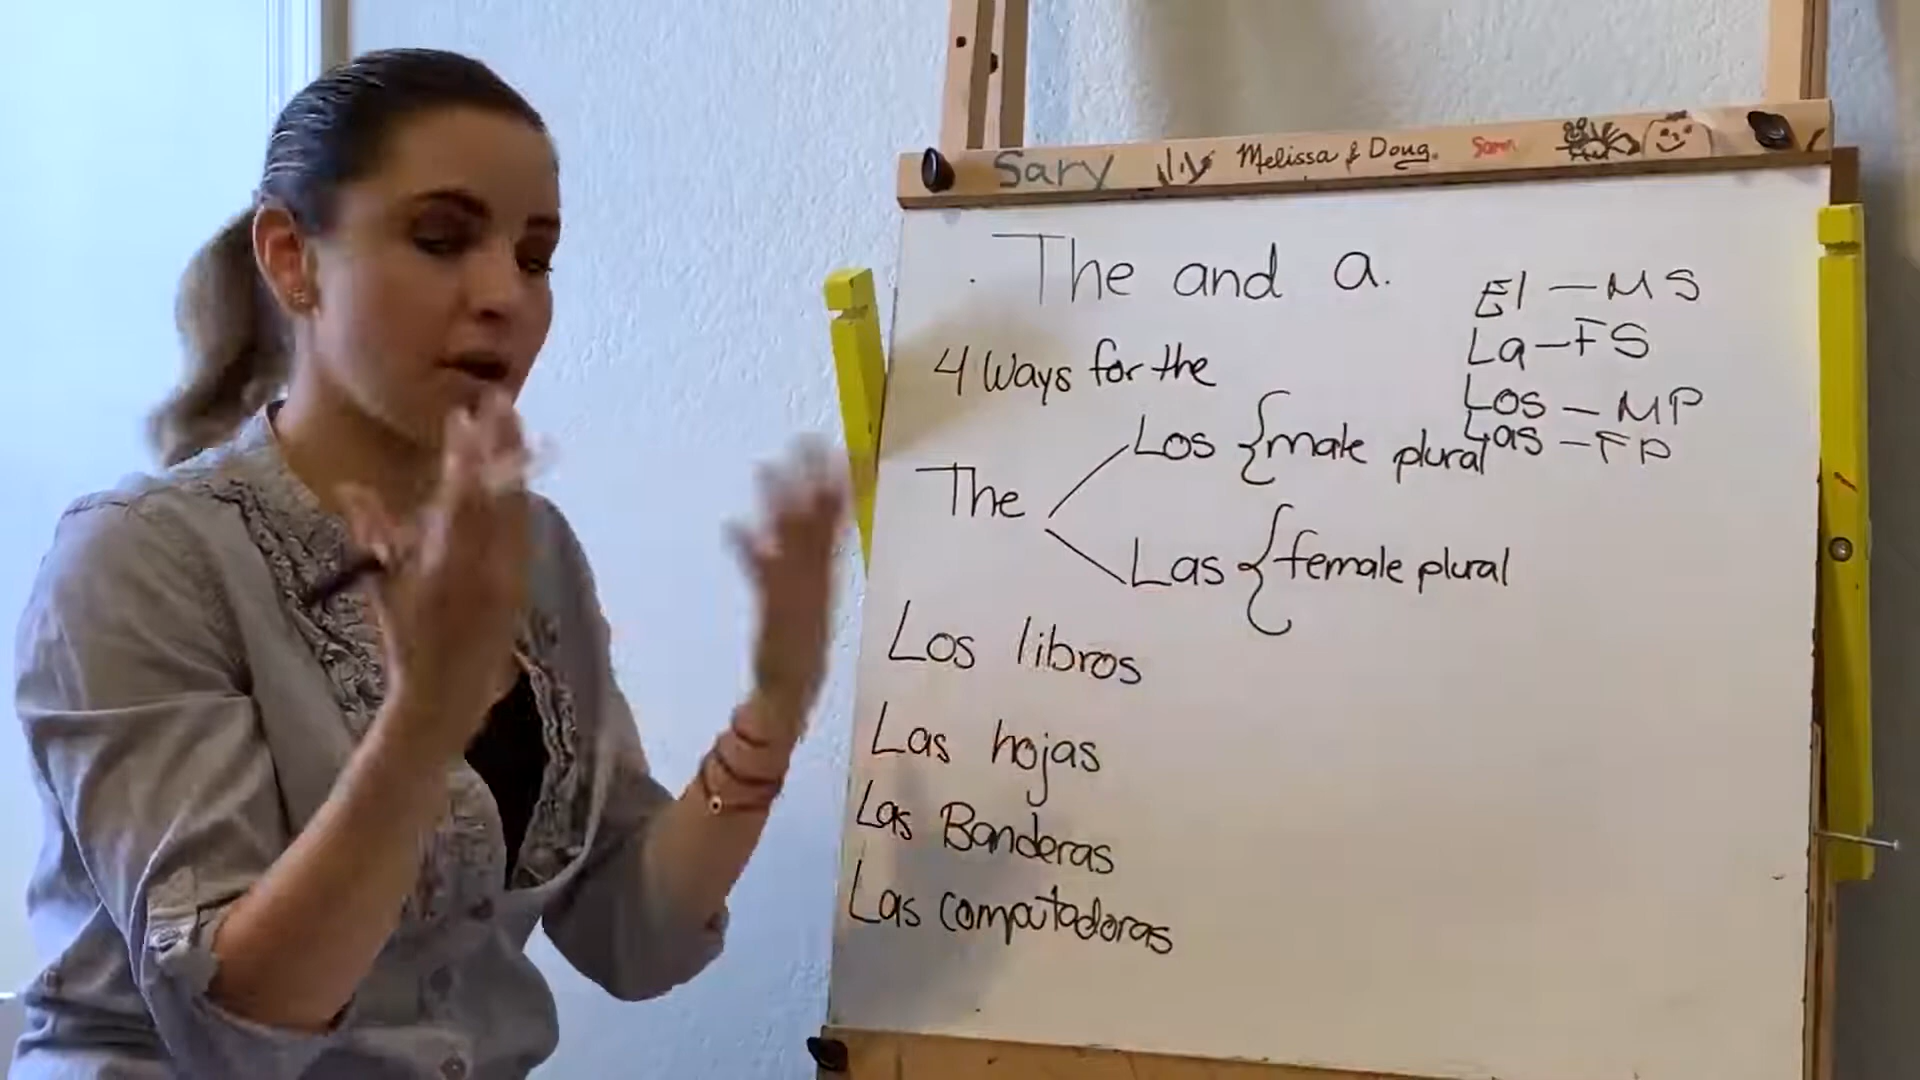 Sary Melissa & Doug. Sam
The and a.
El - MS
La - FS
Los - MP
Las - FP
4 Ways for the
The
Los { male plural
Las { female plural
Los libros
Las hojas
Las Banderas
Las computadoras